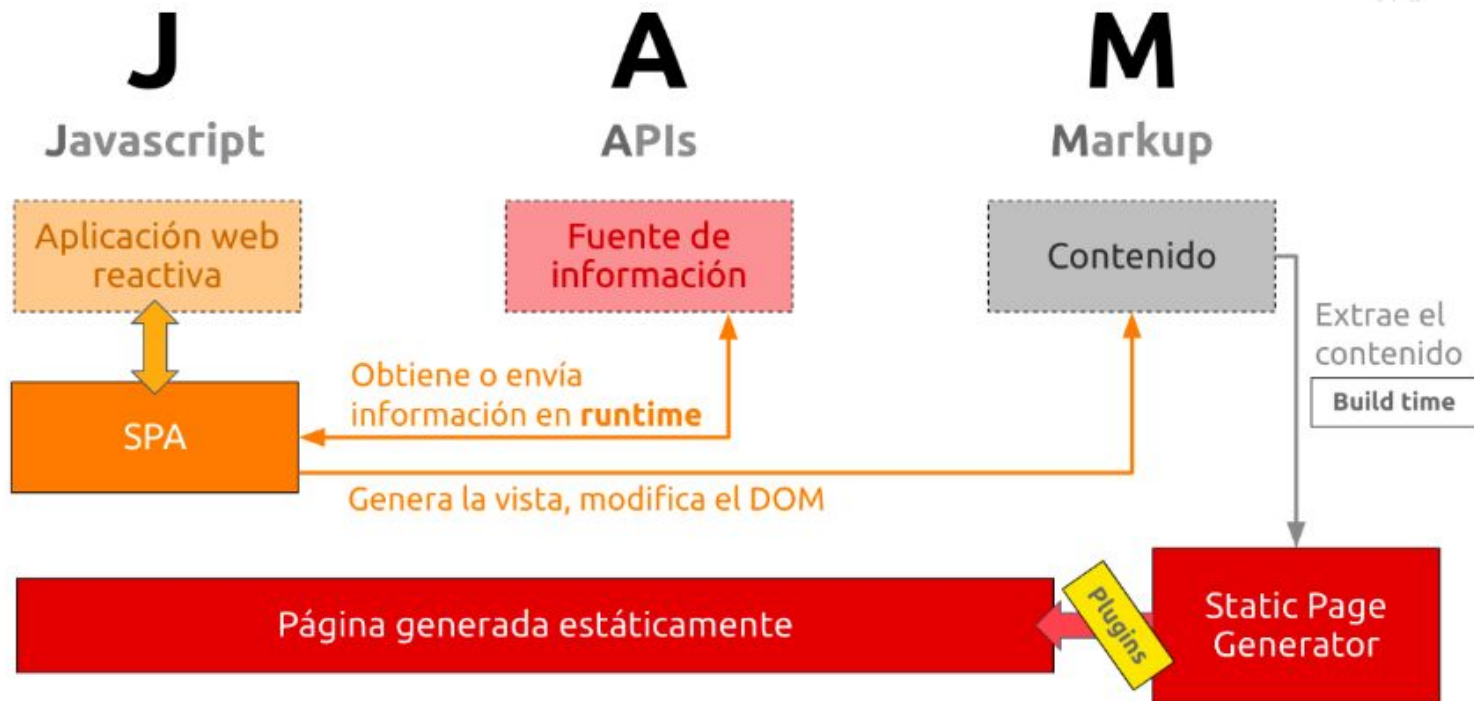 J
A
M
Javascript
APIs
Markup
Aplicación web
reactiva
Fuente de
información
Contenido
Extrae el
contenido
Build time
Obtiene o envía
información en runtime
SPA
Genera la vista, modifica el DOM
Página generada estáticamente
Plugins
Static Page
Generator